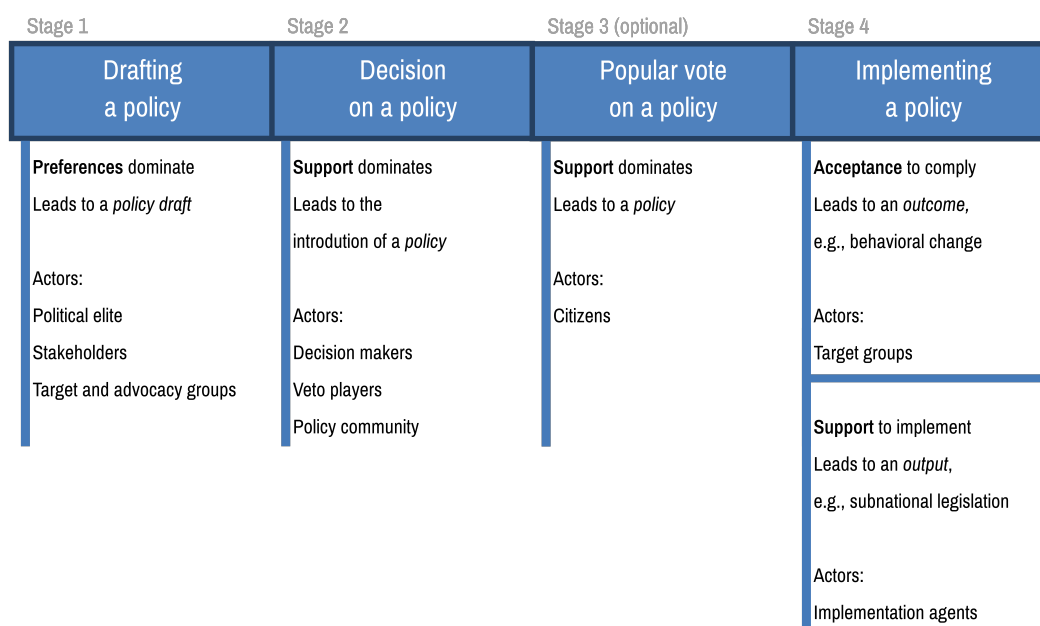 Stage 1
Drafting
a policy
Preferences dominate
Leads to a policy draft
Actors:
Political elite
Stakeholders
Target and advocacy groups
Stage 2
Decision
on a policy
Support dominates
Leads to the
introdution of a policy
Actors:
Decision makers
Veto players
Policy community
Stage 3 (optional)
Popular vote
on a policy
Support dominates
Leads to a policy
Actors:
Citizens
Stage 4
Implementing
a policy
Acceptance to comply
Leads to an outcome,
e.g., behavioral change
Actors:
Target groups
Support to implement
Leads to an output,
e.g., subnational legislation
Actors:
Implementation agents